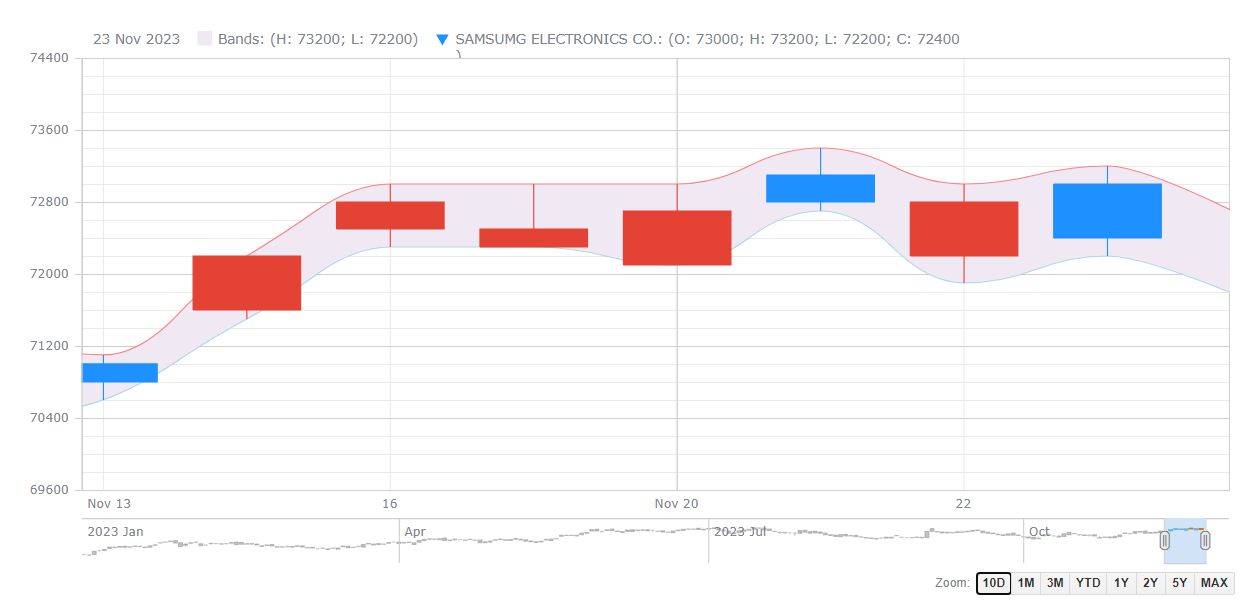 23 Nov 2023 Bands: (H: 73200; L: 72200) SAMSUMG ELECTRONICS CO.: (O: 73000; H: 73200; L: 72200; C: 72400
)
74400
73600
72800
72000
71200
70400
69600
Nov 13 16 Nov 20 22
2023 Jan Apr 2023 Jul Oct
Zoom: 10D 1M 3M YTD 1Y 2Y 5Y MAX